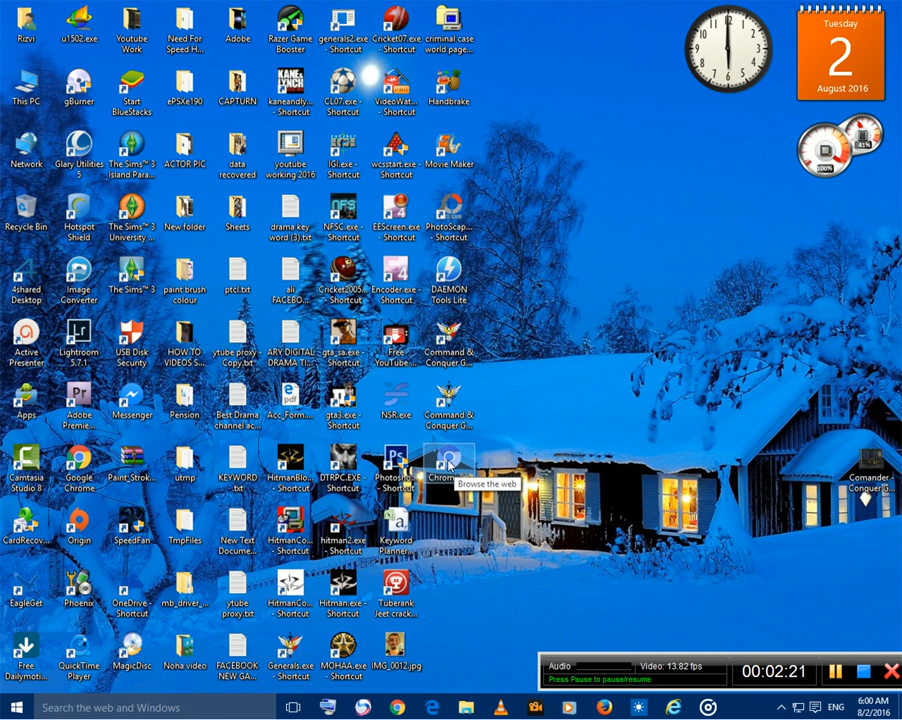 Rizvi
u1502.exe
Youtube
Work
Need For
Speed H...
Adobe
Razer Game
Booster
generals2.exe
- Shortcut
Cricket07.exe
- Shortcut
criminal case
world page...
This PC
gBurner
Start
BlueStacks
ePSXe190
CAPTURN
kaneandly...
- Shortcut
CL07.exe -
Shortcut
VideoWat...
- Shortcut
Handbrake
Network
Glary Utilities
5
The Sims™ 3
Island Para...
ACTOR PIC
data
recovered
youtube
working 2016
IGI.exe -
Shortcut
wcsstart.exe -
Shortcut
Movie Maker
Recycle Bin
Hotspot
Shield
The Sims™ 3
University ...
New folder
Sheets
drama key
word (3).txt
NFSC.exe -
Shortcut
EEScreen.exe
- Shortcut
PhotoScap...
- Shortcut
4shared
Desktop
Image
Converter
The Sims™ 3
paint brush
colour
ptcl.txt
ali
FACEBO...
Cricket2005...
- Shortcut
Encoder.exe -
Shortcut
DAEMON
Tools Lite
Active
Presenter
Lightroom
5.7.1
USB Disk
Security
HOW TO
VIDEOS S...
ytube proxy -
Copy.txt
ARY DIGITAL
DRAMA TI...
gta_sa.exe -
Shortcut
Free
YouTube ...
Command &
Conquer G...
Apps
Adobe
Premie...
Messenger
Pension
Best Drama
channel ac...
Acc_Form...
gta3.exe -
Shortcut
NSR.exe
Command &
Conquer G...
Camtasia
Studio 8
Google
Chrome
Paint_Strok...
utmp
KEYWORD
.txt
HitmanBlo...
- Shortcut
DTRPC.EXE -
Shortcut
Photosho...
- Shortcut
Chrom
Browse the web
Comander -
Conquer G...
CardRecov...
Origin
SpeedFan
TmpFiles
New Text
Docume...
HitmanCo...
- Shortcut
hitman2.exe
- Shortcut
Keyword
Planner...
EagleGet
Phoenix
OneDrive -
Shortcut
mb_driver_...
ytube
proxy.txt
HitmanCo...
- Shortcut
Hitman.exe -
Shortcut
Tuberank
Jeet crack...
Free
Dailymoti...
QuickTime
Player
MagicDisc
Noha video
FACEBOOK
NEW GA...
Generals.exe
- Shortcut
MOHAA.exe
- Shortcut
IMG_0012.jpg
Tuesday
2
August 2016
100%
41%
Audio
Video: 13.82 fps
Press Pause to pause/resume
00:02:21
Search the web and Windows
ENG
6:00 AM
8/2/2016